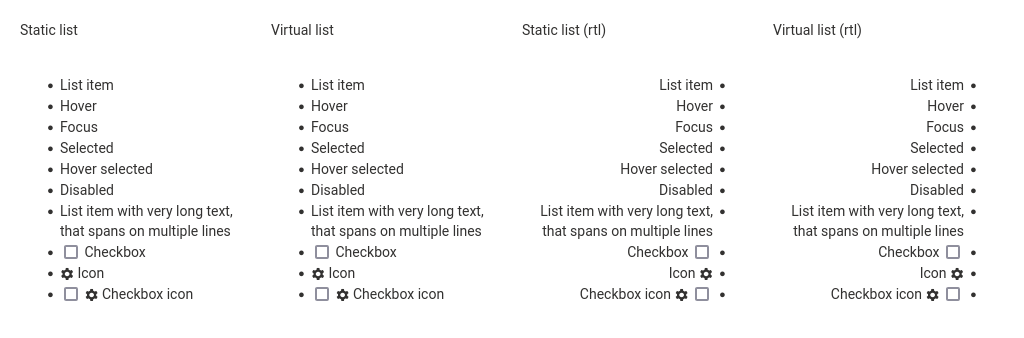 Static list
List item
Hover
Focus
Selected
Hover selected
Disabled
List item with very long text,
that spans on multiple lines
Checkbox
Icon
Checkbox icon
Virtual list
List item
Hover
Focus
Selected
Hover selected
Disabled
List item with very long text,
that spans on multiple lines
Checkbox
Icon
Checkbox icon
Static list (rtl)
List item
Hover
Focus
Selected
Hover selected
Disabled
List item with very long text,
that spans on multiple lines
Checkbox
Icon
Checkbox icon
Virtual list (rtl)
List item
Hover
Focus
Selected
Hover selected
Disabled
List item with very long text,
that spans on multiple lines
Checkbox
Icon
Checkbox icon